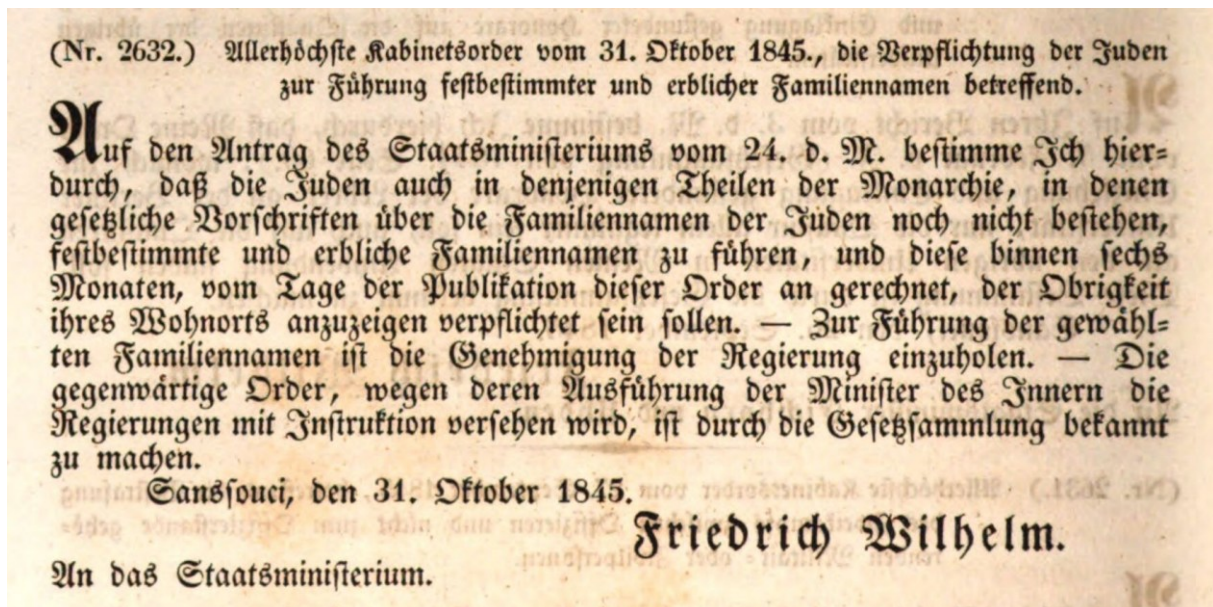 (Nr. 2632.) Allerhöchste Kabinetsorder vom 31. Oktober 1845., die Verpflichtung der Juden
zur Führung festbestimmter und erblicher Familiennamen betreffend.
Auf den Antrag des Staatsministeriums vom 24. d. M. bestimme Ich hier-
durch, daß die Juden auch in denjenigen Theilen der Monarchie, in denen
gesetzliche Vorschriften über die Familiennamen der Juden noch nicht bestehen,
festbestimmte und erbliche Familiennamen zu führen, und diese binnen sechs
Monaten, vom Tage der Publikation dieser Order an gerechnet, der Obrigkeit
ihres Wohnorts anzuzeigen verpflichtet sein sollen. — Zur Führung der gewähl-
ten Familiennamen ist die Genehmigung der Regierung einzuholen. — Die
gegenwärtige Order, wegen deren Ausführung der Minister des Innern die
Regierungen mit Instruktion versehen wird, ist durch die Gesetzsammlung bekannt
zu machen.
Sanssouci, den 31. Oktober 1845.
Friedrich Wilhelm.
An das Staatsministerium.